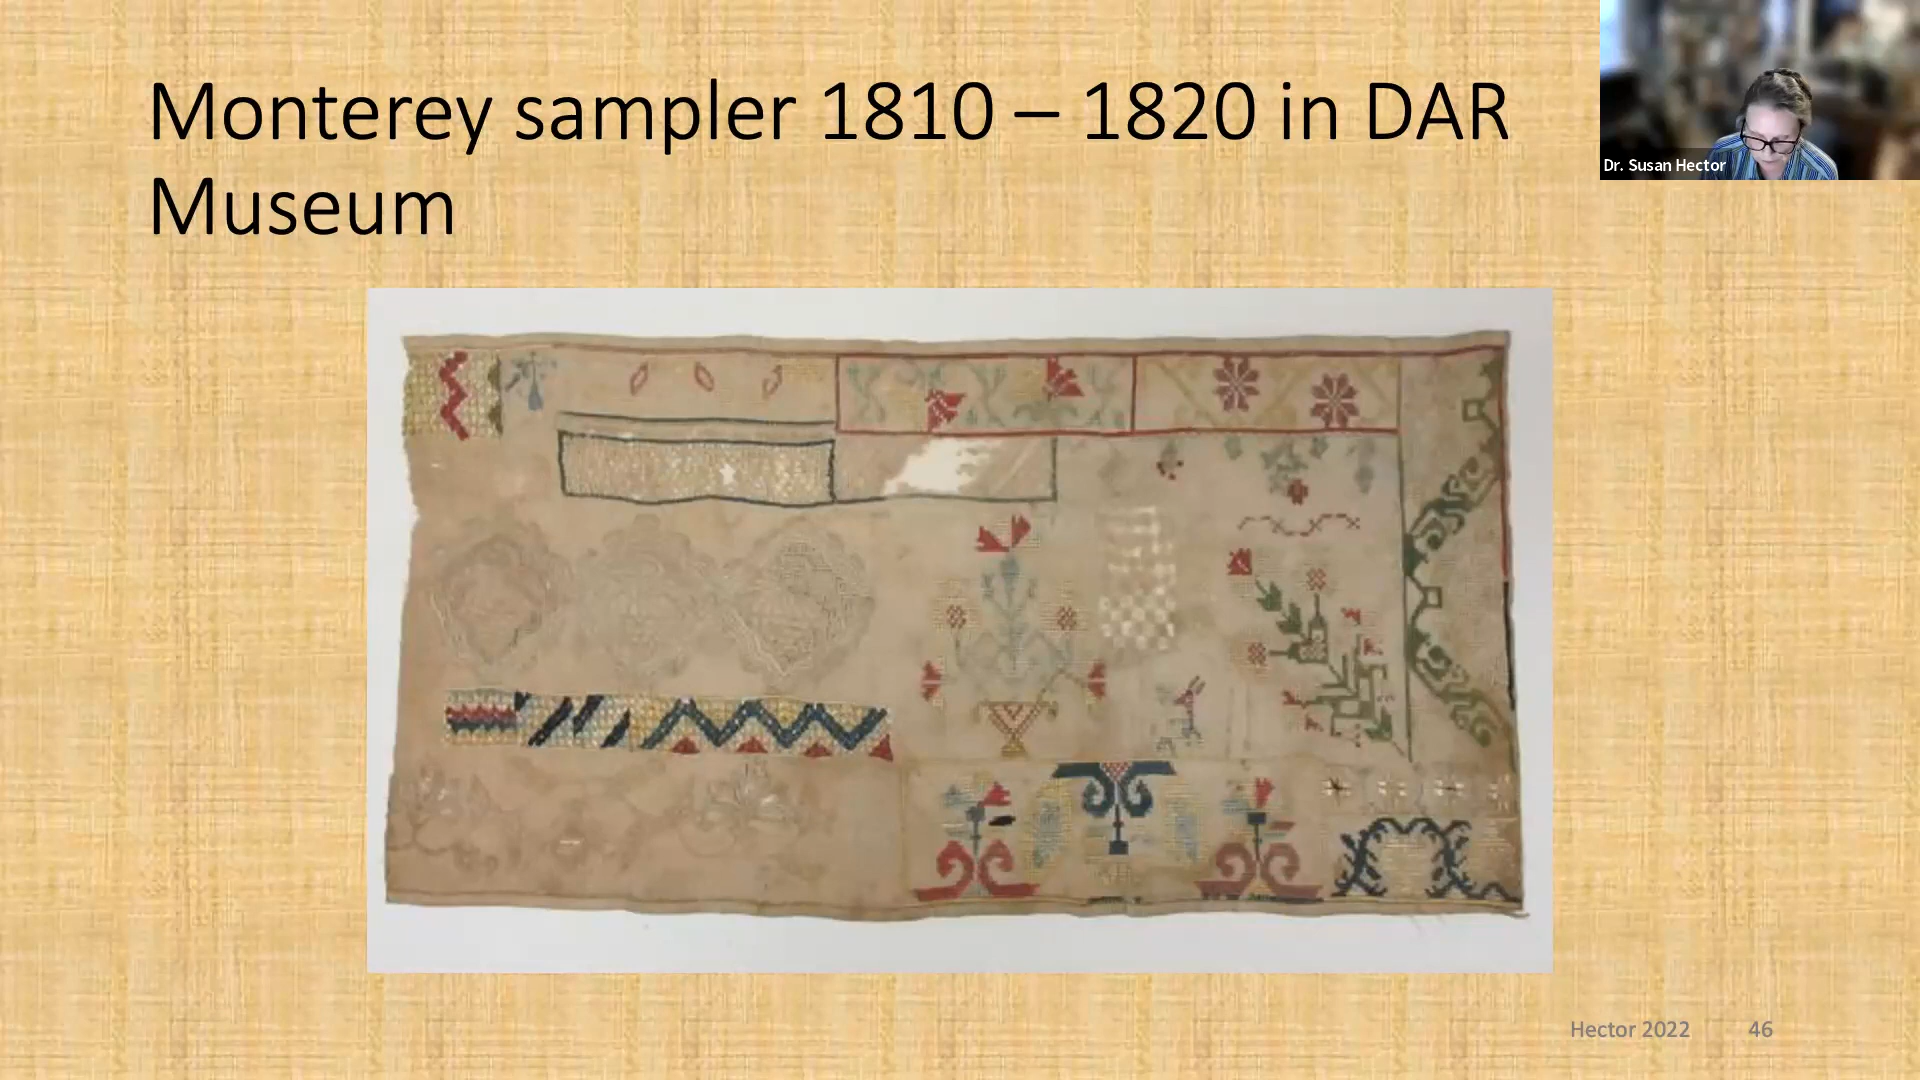 Monterey sampler 1810 – 1820 in DAR
Museum
Dr. Susan Hector
Hector 2022 46